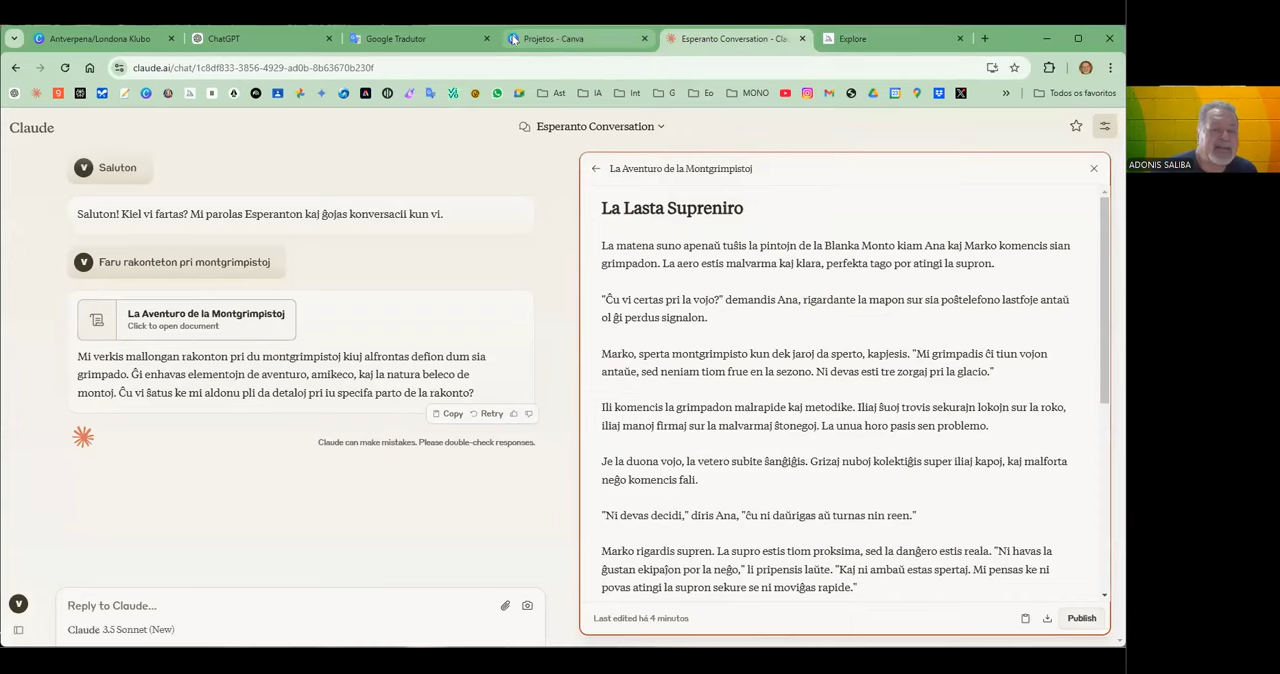 Antverpena/Londona Klubo
ChatGPT
Google Tradutor
Projetos - Canva
Esperanto Conversation - Cla
Explore
claude.ai/chat/1c8df833-3856-4929-ad0b-8b63670b230f
Ast
IA
Int
G
Eo
MONO
Todos os favoritos
Claude
Esperanto Conversation
V Saluton
Saluton! Kiel vi fartas? Mi parolas Esperanton kaj ĝojas konversacii kun vi.
V Faru rakonteton pri montgrimpistoj
La Aventuro de la Montgrimpistoj
Click to open document
Mi verkis mallongan rakonton pri du montgrimpistoj kiuj alfrontas defion dum sia
grimpado. Ĝi enhavas elementojn de aventuro, amikeco, kaj la natura beleco de
montoj. Ĉu vi ŝatus ke mi aldonu pli da detaloj pri iu specifa parto de la rakonto?
Copy Retry
Claude can make mistakes. Please double-check responses.
V
Reply to Claude...
Claude 3.5 Sonnet (New)
La Aventuro de la Montgrimpistoj
La Lasta Supreniro
La matena suno apenaŭ tuŝis la pintojn de la Blanka Monto kiam Ana kaj Marko komencis sian
grimpadon. La aero estis malvarma kaj klara, perfekta tago por atingi la supron.
"Ĉu vi certas pri la vojo?" demandis Ana, rigardante la mapon sur sia poŝtelefono lastfoje antaŭ
ol ĝi perdus signalon.
Marko, sperta montgrimpisto kun dek jaroj da sperto, kapjesis. "Mi grimpadis ĉi tiun vojon
antaŭe, sed neniam tiom frue en la sezono. Ni devas esti tre zorgaj pri la glacio."
Ili komencis la grimpadon malrapide kaj metodike. Iliaj ŝuoj trovis sekurajn lokojn sur la roko,
iliaj manoj firmaj sur la malvarmaj ŝtonegoj. La unua horo pasis sen problemo.
Je la duona vojo, la vetero subite ŝanĝiĝis. Grizaj nuboj kolektiĝis super iliaj kapoj, kaj malforta
neĝo komencis fali.
"Ni devas decidi," diris Ana, "ĉu ni daŭrigas aŭ turnas nin reen."
Marko rigardis supren. La supro estis tiom proksima, sed la danĝero estis reala. "Ni havas la
ĝustan ekipaĵon por la neĝo," li pripensis laŭte. "Kaj ni ambaŭ estas spertaj. Mi pensas ke ni
povas atingi la supron sekure se ni moviĝas rapide."
Last edited há 4 minutos
Publish
ADONIS SALIBA